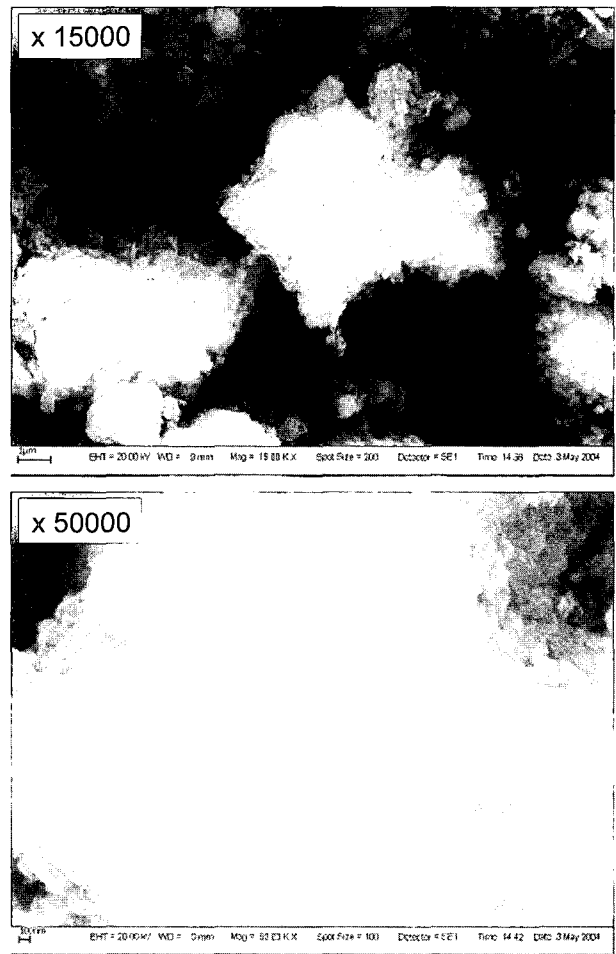 x 15000
1µm EHT = 20.00 kV WD = 9 mm Mag = 15.00 K X Spot Size = 200 Detector = SE1 Time 14:38 Date 3 May 2004
x 50000
100nm EHT = 20.00 kV WD = 9 mm Mag = 50.00 K X Spot Size = 100 Detector = SE1 Time 14:42 Date 3 May 2004